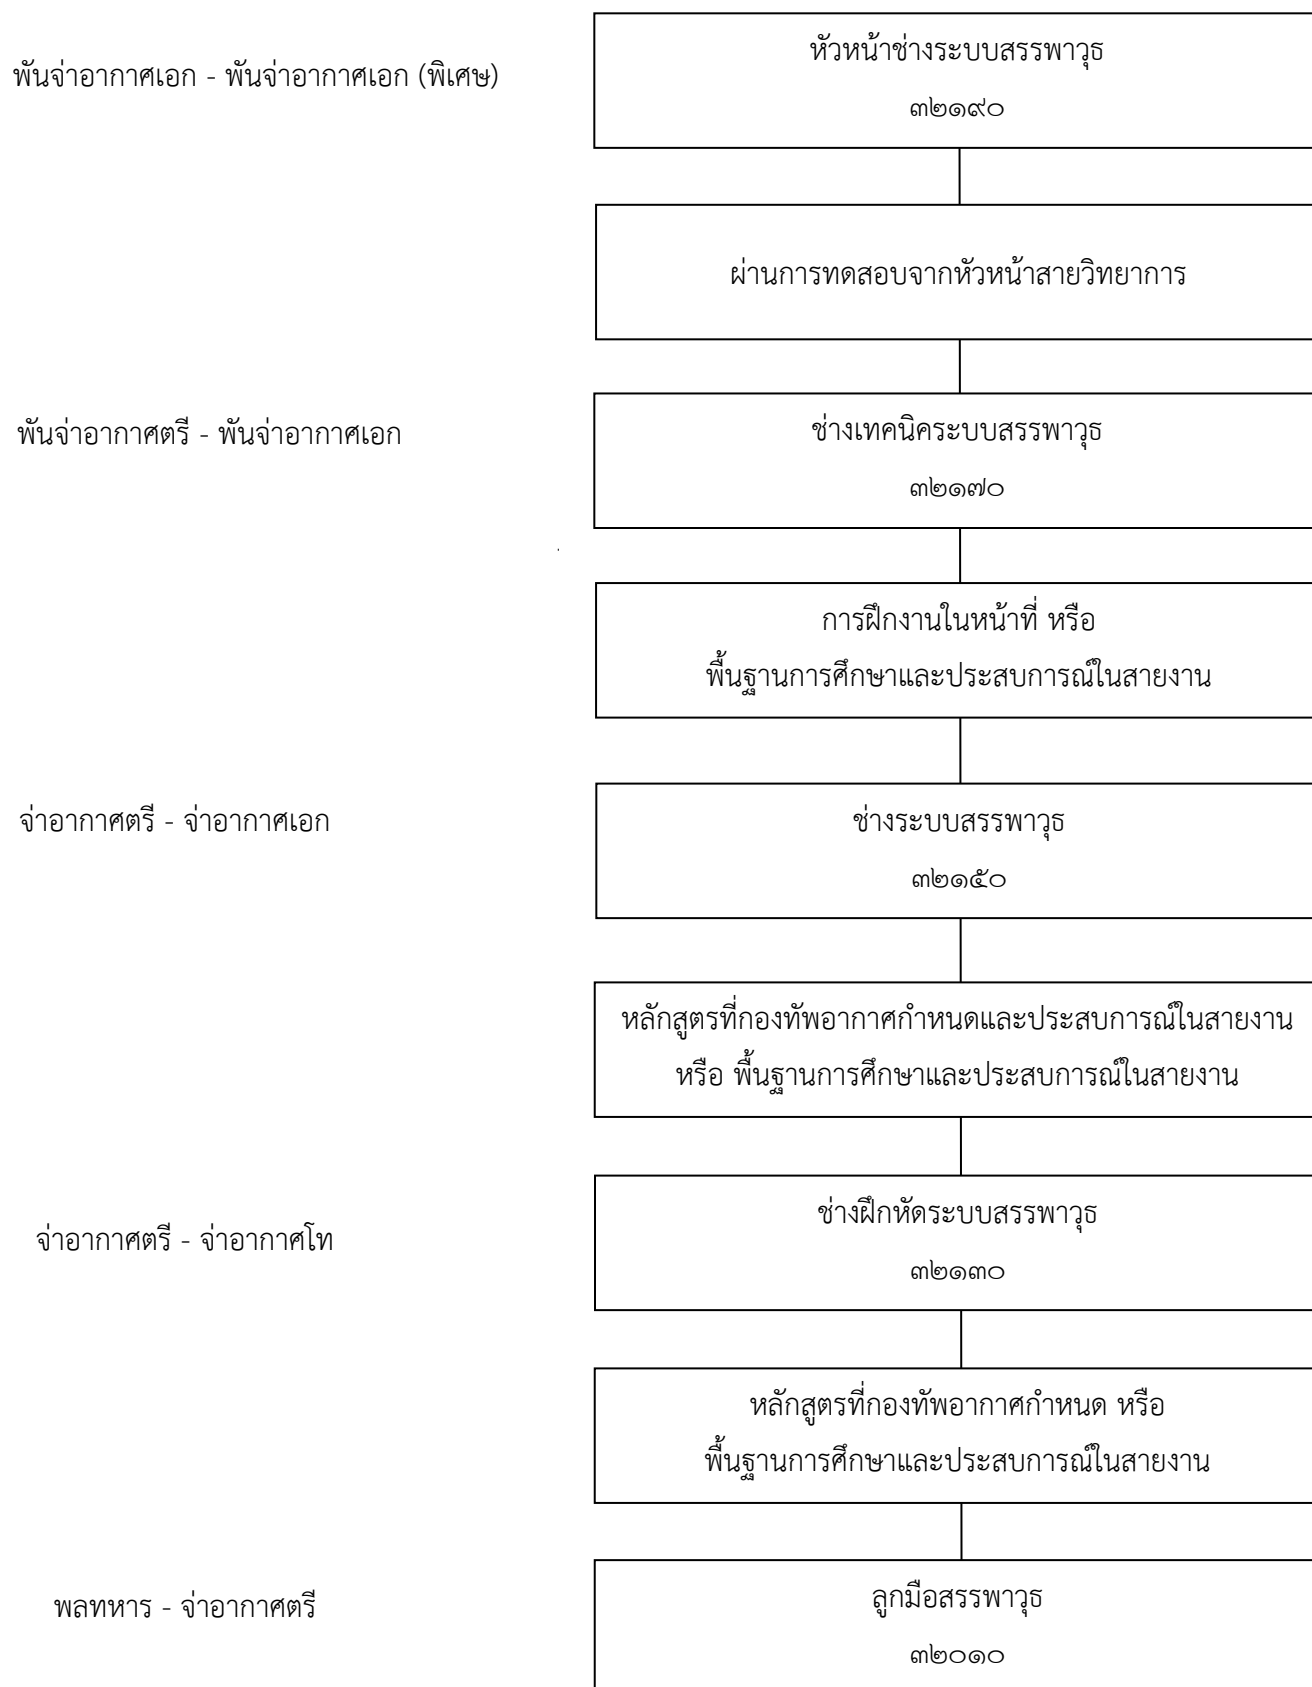 พันจ่าอากาศเอก - พันจ่าอากาศเอก (พิเศษ)
หัวหน้าช่างระบบสรรพาวุธ
๓๒๑๙๐
ผ่านการทดสอบจากหัวหน้าสายวิทยาการ
พันจ่าอากาศตรี - พันจ่าอากาศเอก
ช่างเทคนิคระบบสรรพาวุธ
๓๒๑๗๐
การฝึกงานในหน้าที่ หรือ
พื้นฐานการศึกษาและประสบการณ์ในสายงาน
จ่าอากาศตรี - จ่าอากาศเอก
ช่างระบบสรรพาวุธ
๓๒๑๕๐
หลักสูตรที่กองทัพอากาศกำหนดและประสบการณ์ในสายงาน
หรือ พื้นฐานการศึกษาและประสบการณ์ในสายงาน
จ่าอากาศตรี - จ่าอากาศโท
ช่างฝึกหัดระบบสรรพาวุธ
๓๒๑๓๐
หลักสูตรที่กองทัพอากาศกำหนด หรือ
พื้นฐานการศึกษาและประสบการณ์ในสายงาน
พลทหาร - จ่าอากาศตรี
ลูกมือสรรพาวุธ
๓๒๐๑๐